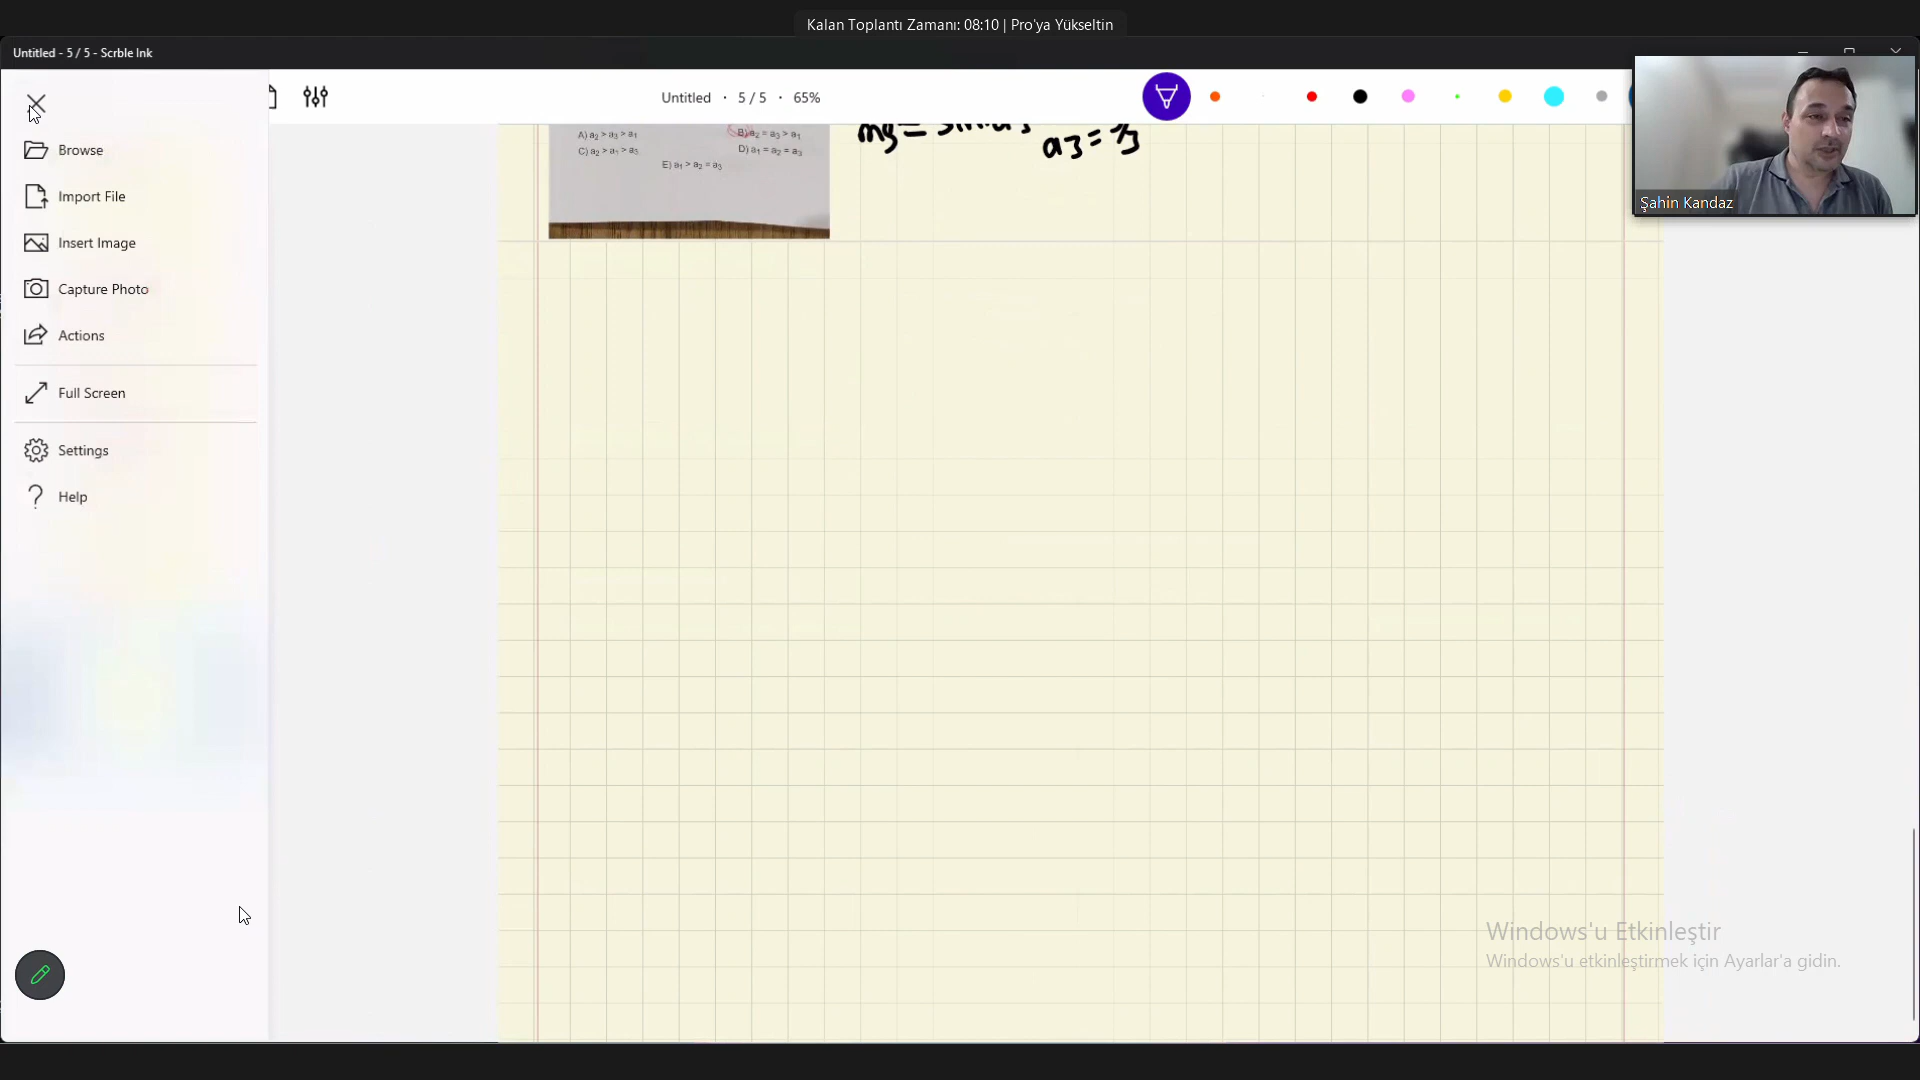 Kalan Toplantı Zamanı: 08:10 | Pro'ya Yükseltin
Untitled - 5 / 5 - Scrble Ink
Untitled · 5 / 5 · 65%
Browse
Import File
Insert Image
Capture Photo
Actions
Full Screen
Settings
Help
A) a₂ > a₃ > a₁
B) a₂ = a₃ > a₁
C) a₂ > a₁ > a₃
D) a₁ = a₂ = a₃
E) a₁ > a₂ = a₃
a₃ =
Şahin Kandaz
Windows'u Etkinleştir
Windows'u etkinleştirmek için Ayarlar'a gidin.